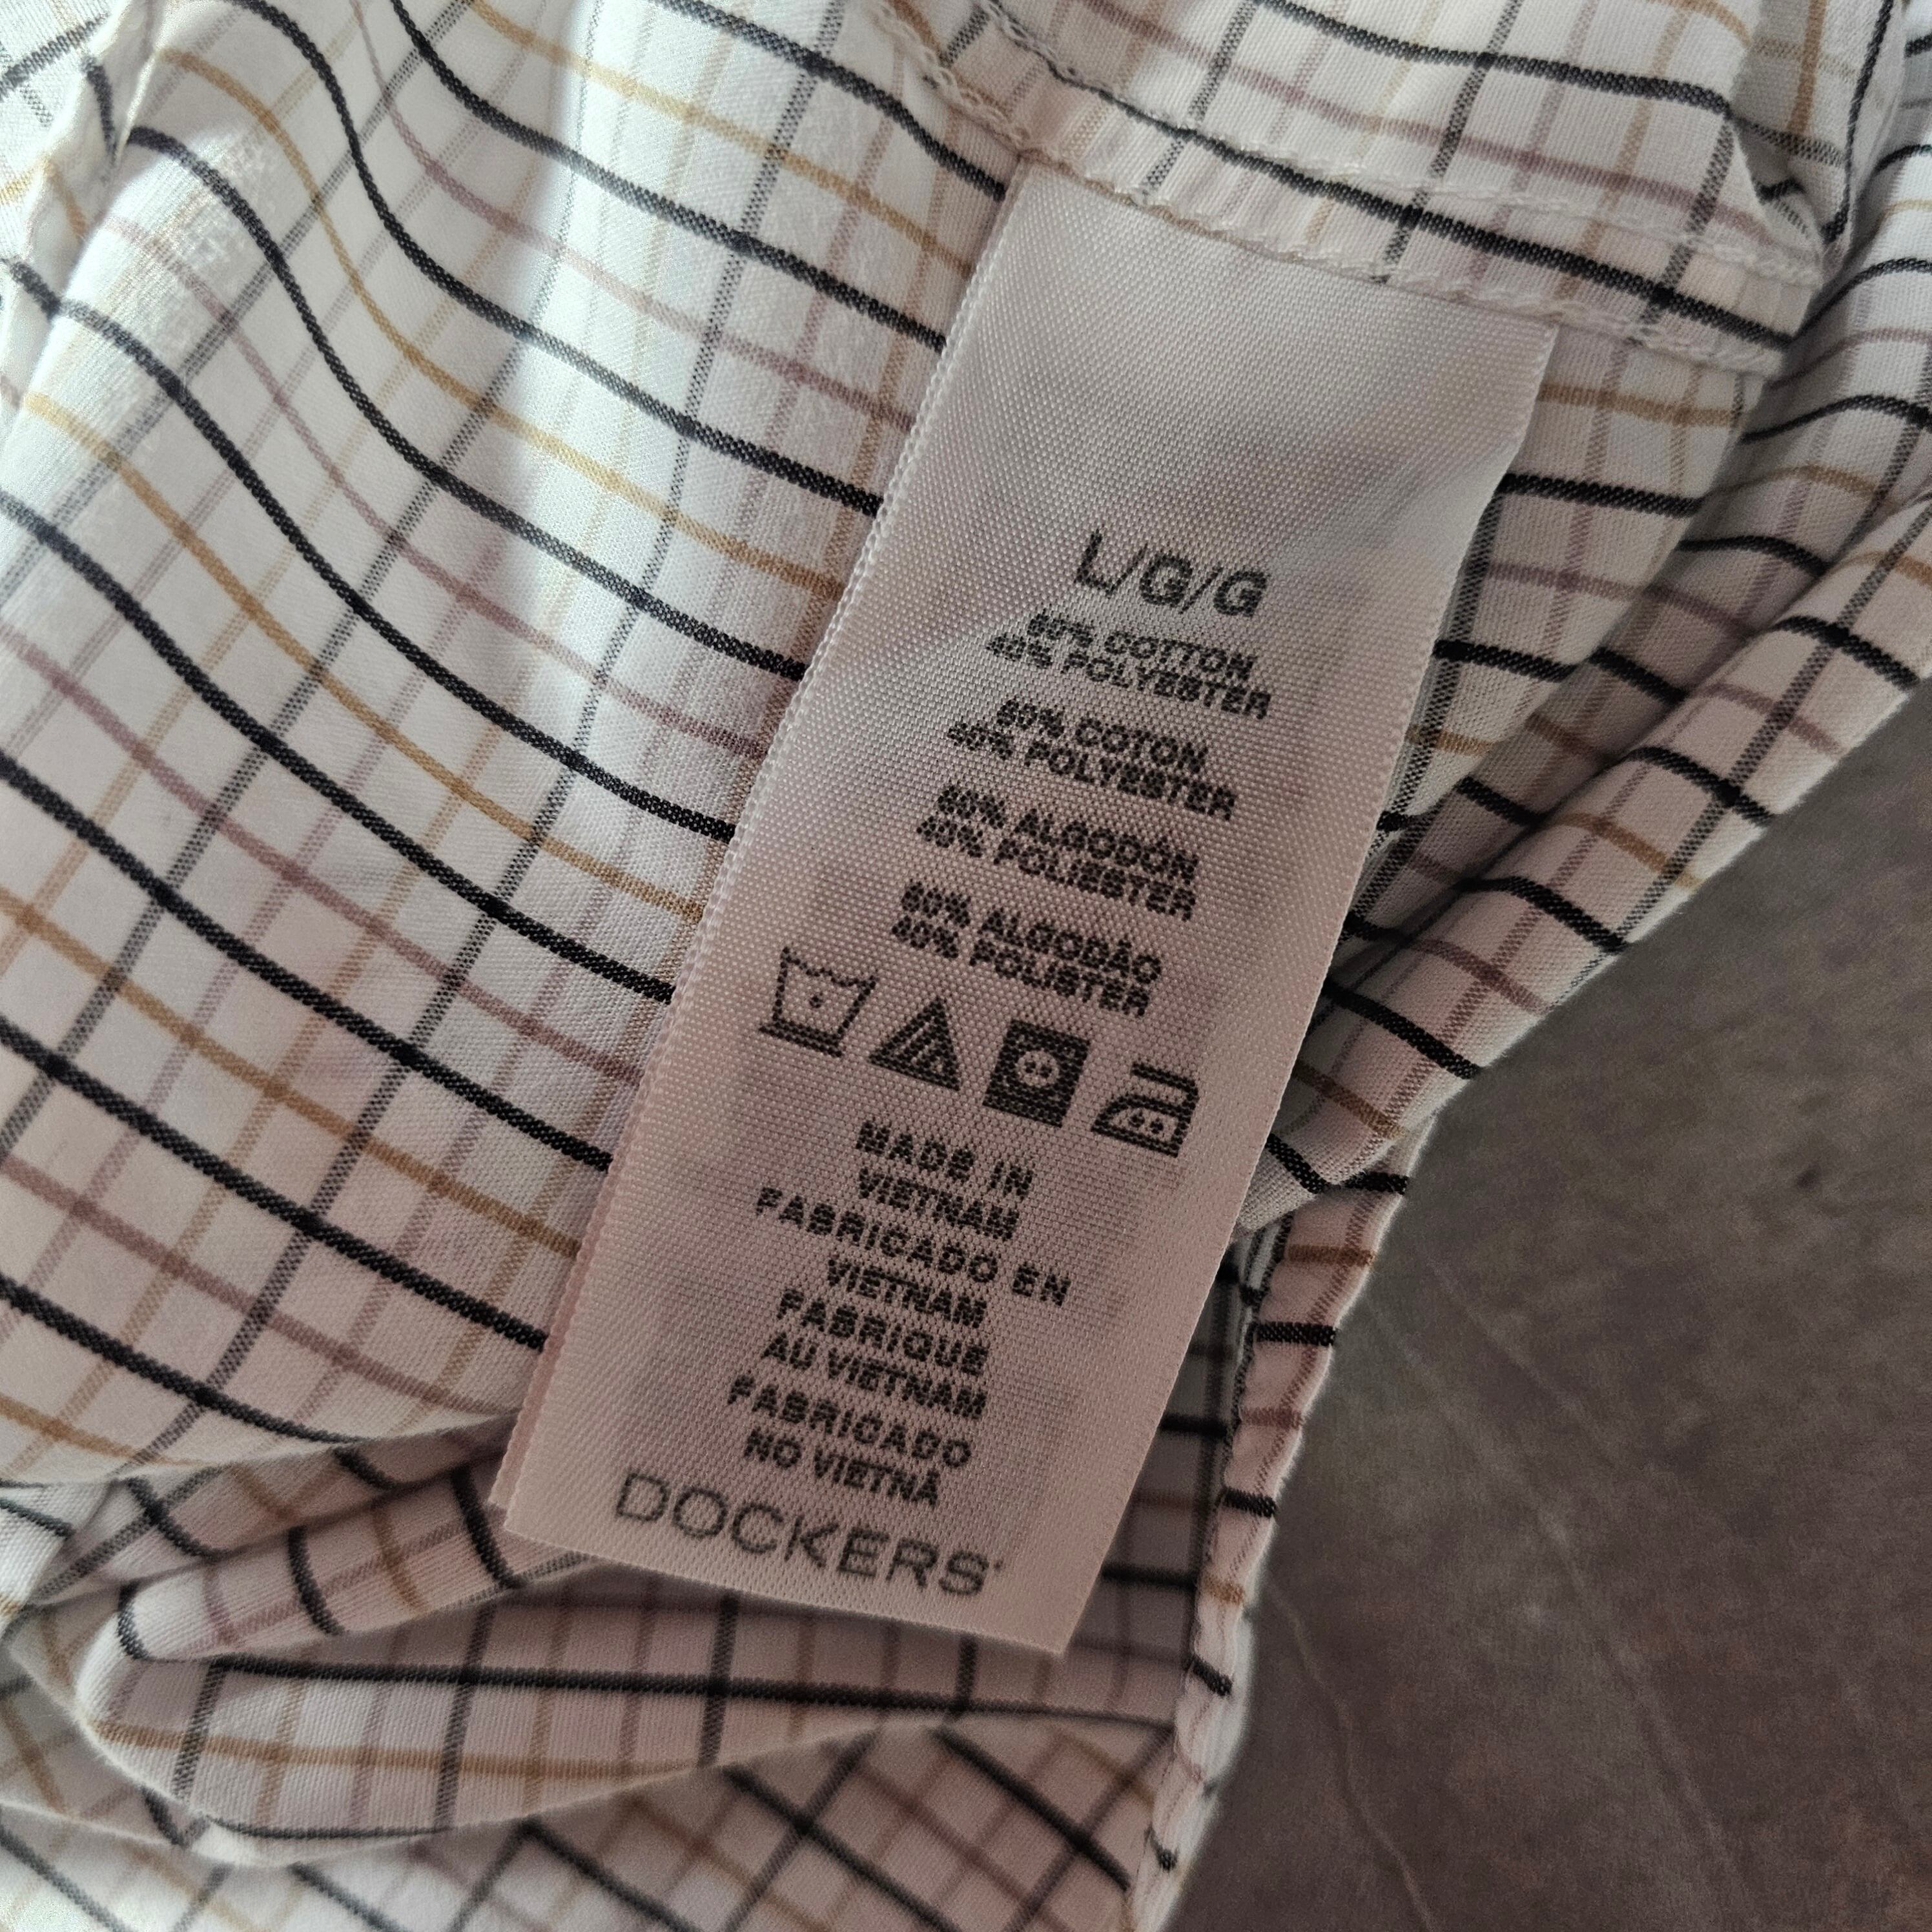 L/G/G
60% COTTON
40% POLYESTER
60% COTON
40% POLYESTER
60% ALGODÓN
40% POLIÉSTER
60% ALGODÃO
40% POLIÉSTER
MADE IN
VIETNAM
FABRICADO EN
VIETNAM
FABRIQUÉ
AU VIETNAM
FABRICADO
NO VIETNÃ
DOCKERS®